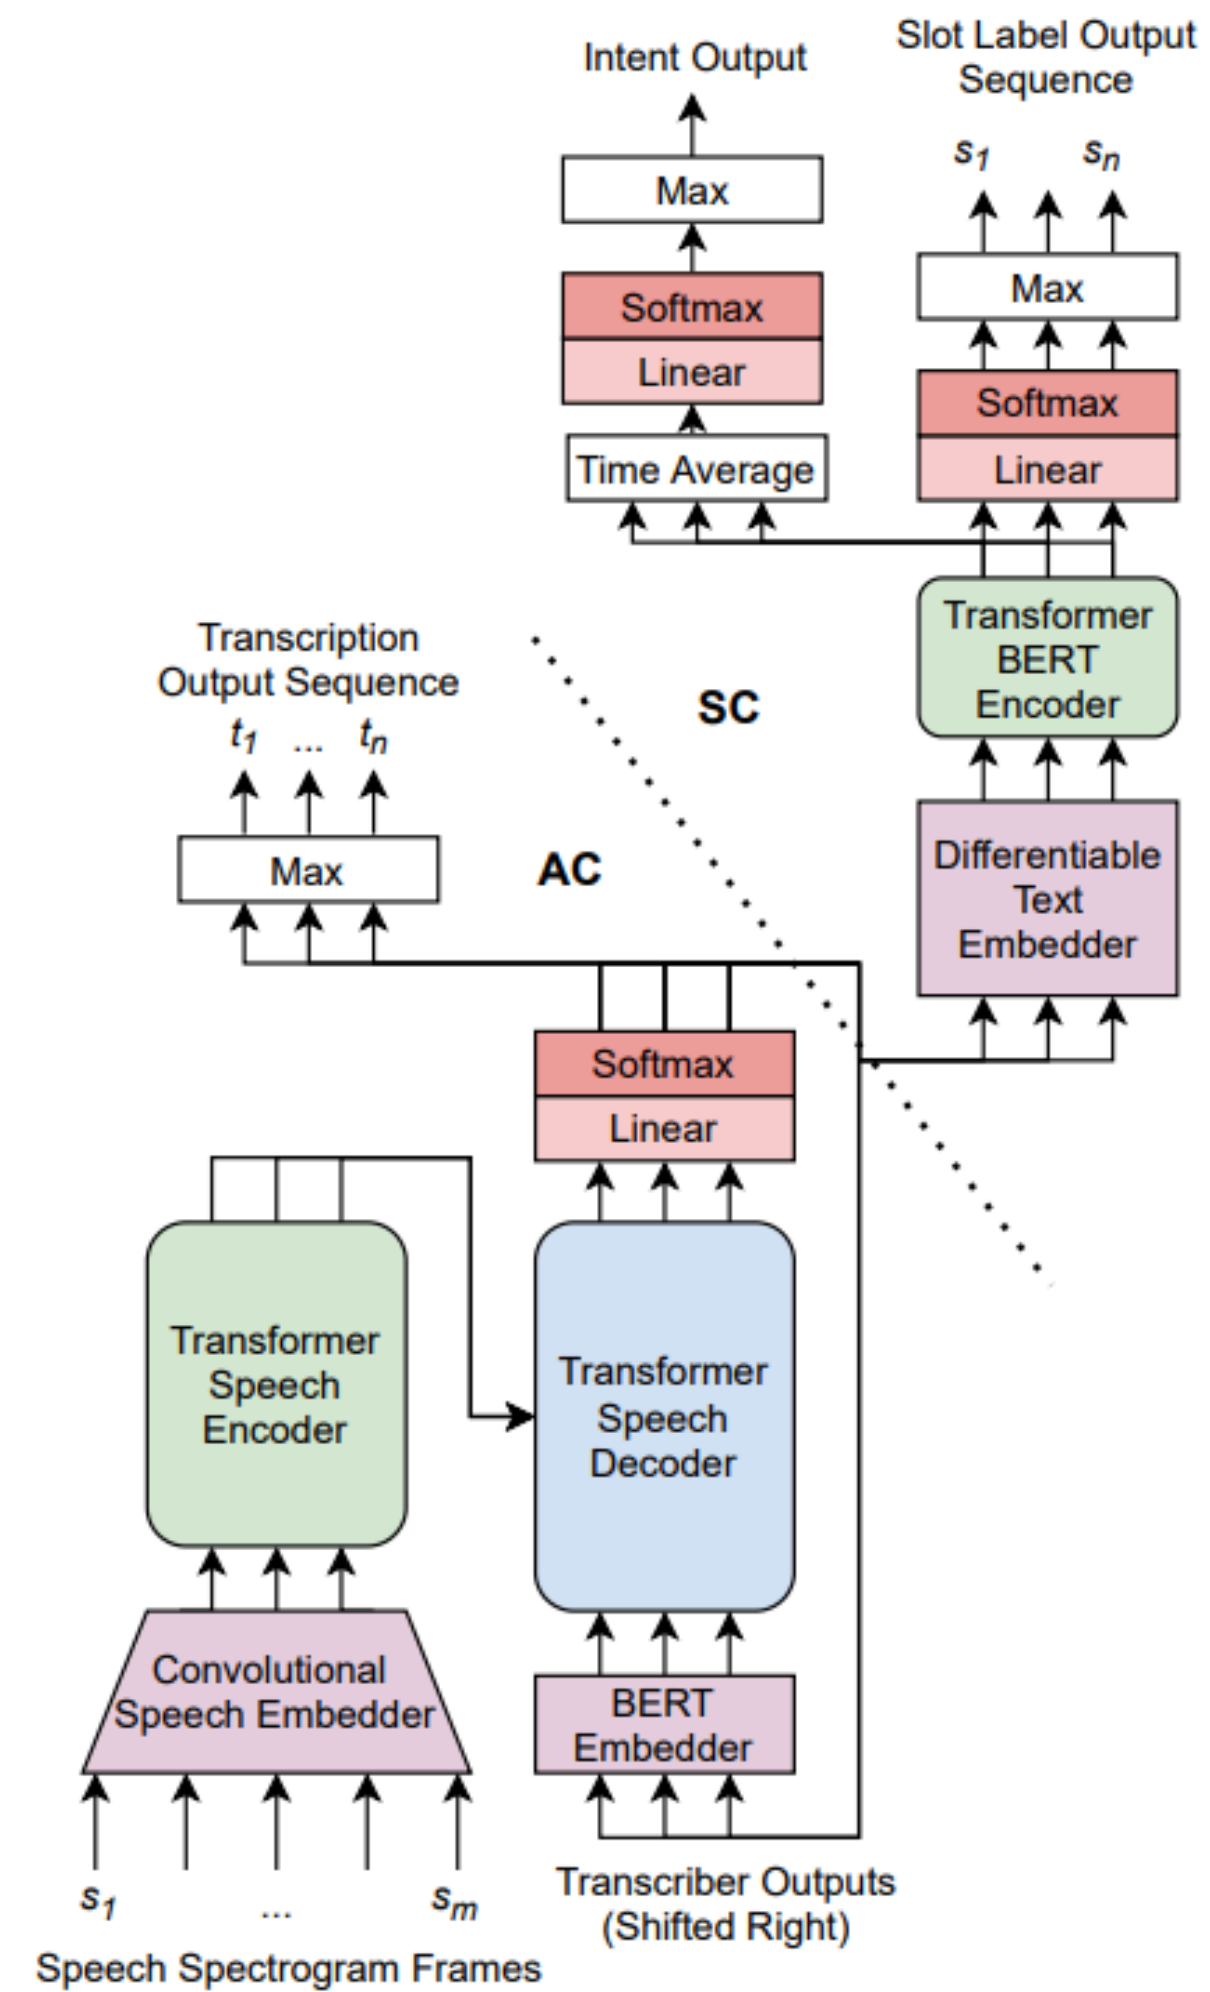 Intent Output
Slot Label Output
Sequence
s1 sn
Max
Max
Softmax
Linear
Softmax
Linear
Time Average
Transformer
BERT
Encoder
Transcription
Output Sequence
t1 ... tn
SC
Max
AC
Differentiable
Text
Embedder
Softmax
Linear
Transformer
Speech
Encoder
Transformer
Speech
Decoder
Convolutional
Speech Embedder
BERT
Embedder
s1 ... sm
Speech Spectrogram Frames
Transcriber Outputs
(Shifted Right)